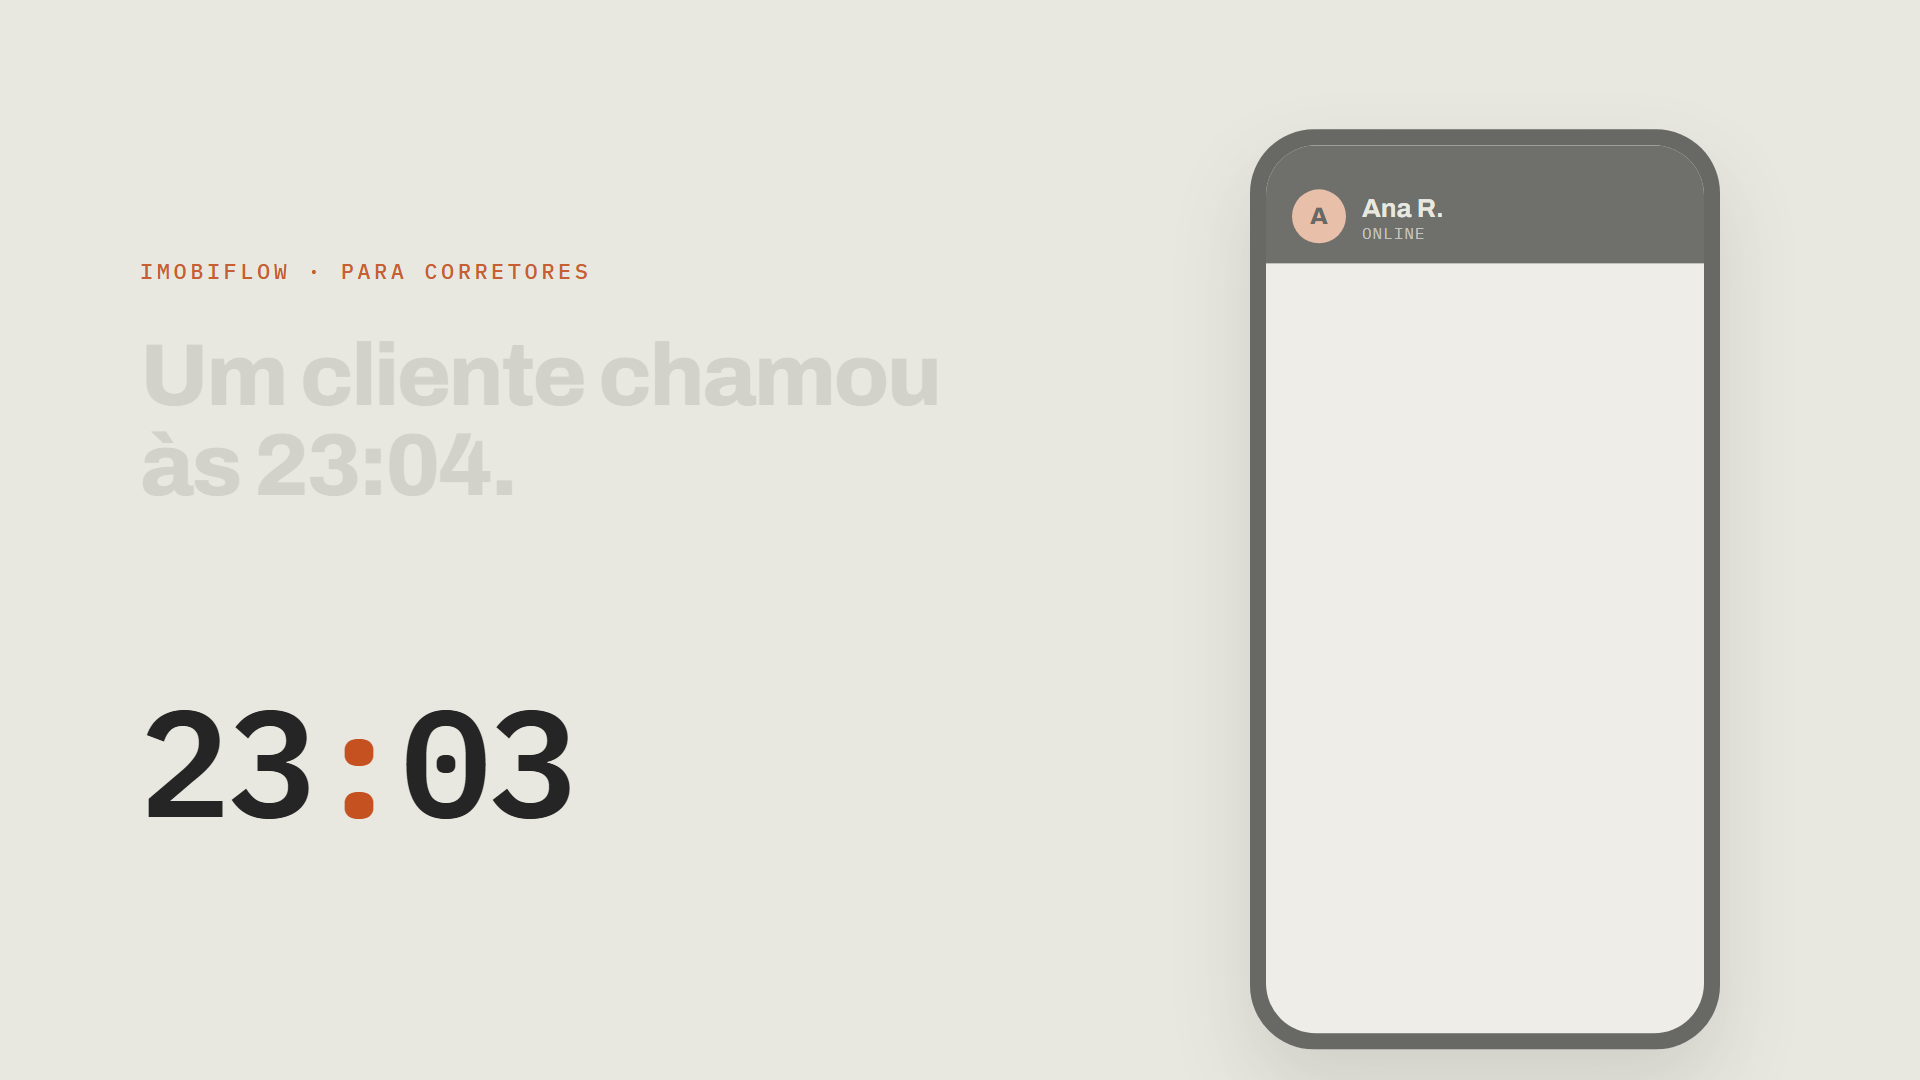 IMOBIFLOW · PARA CORRETORES
Um cliente chamou
às 23:04.
23:03
A
Ana R.
ONLINE